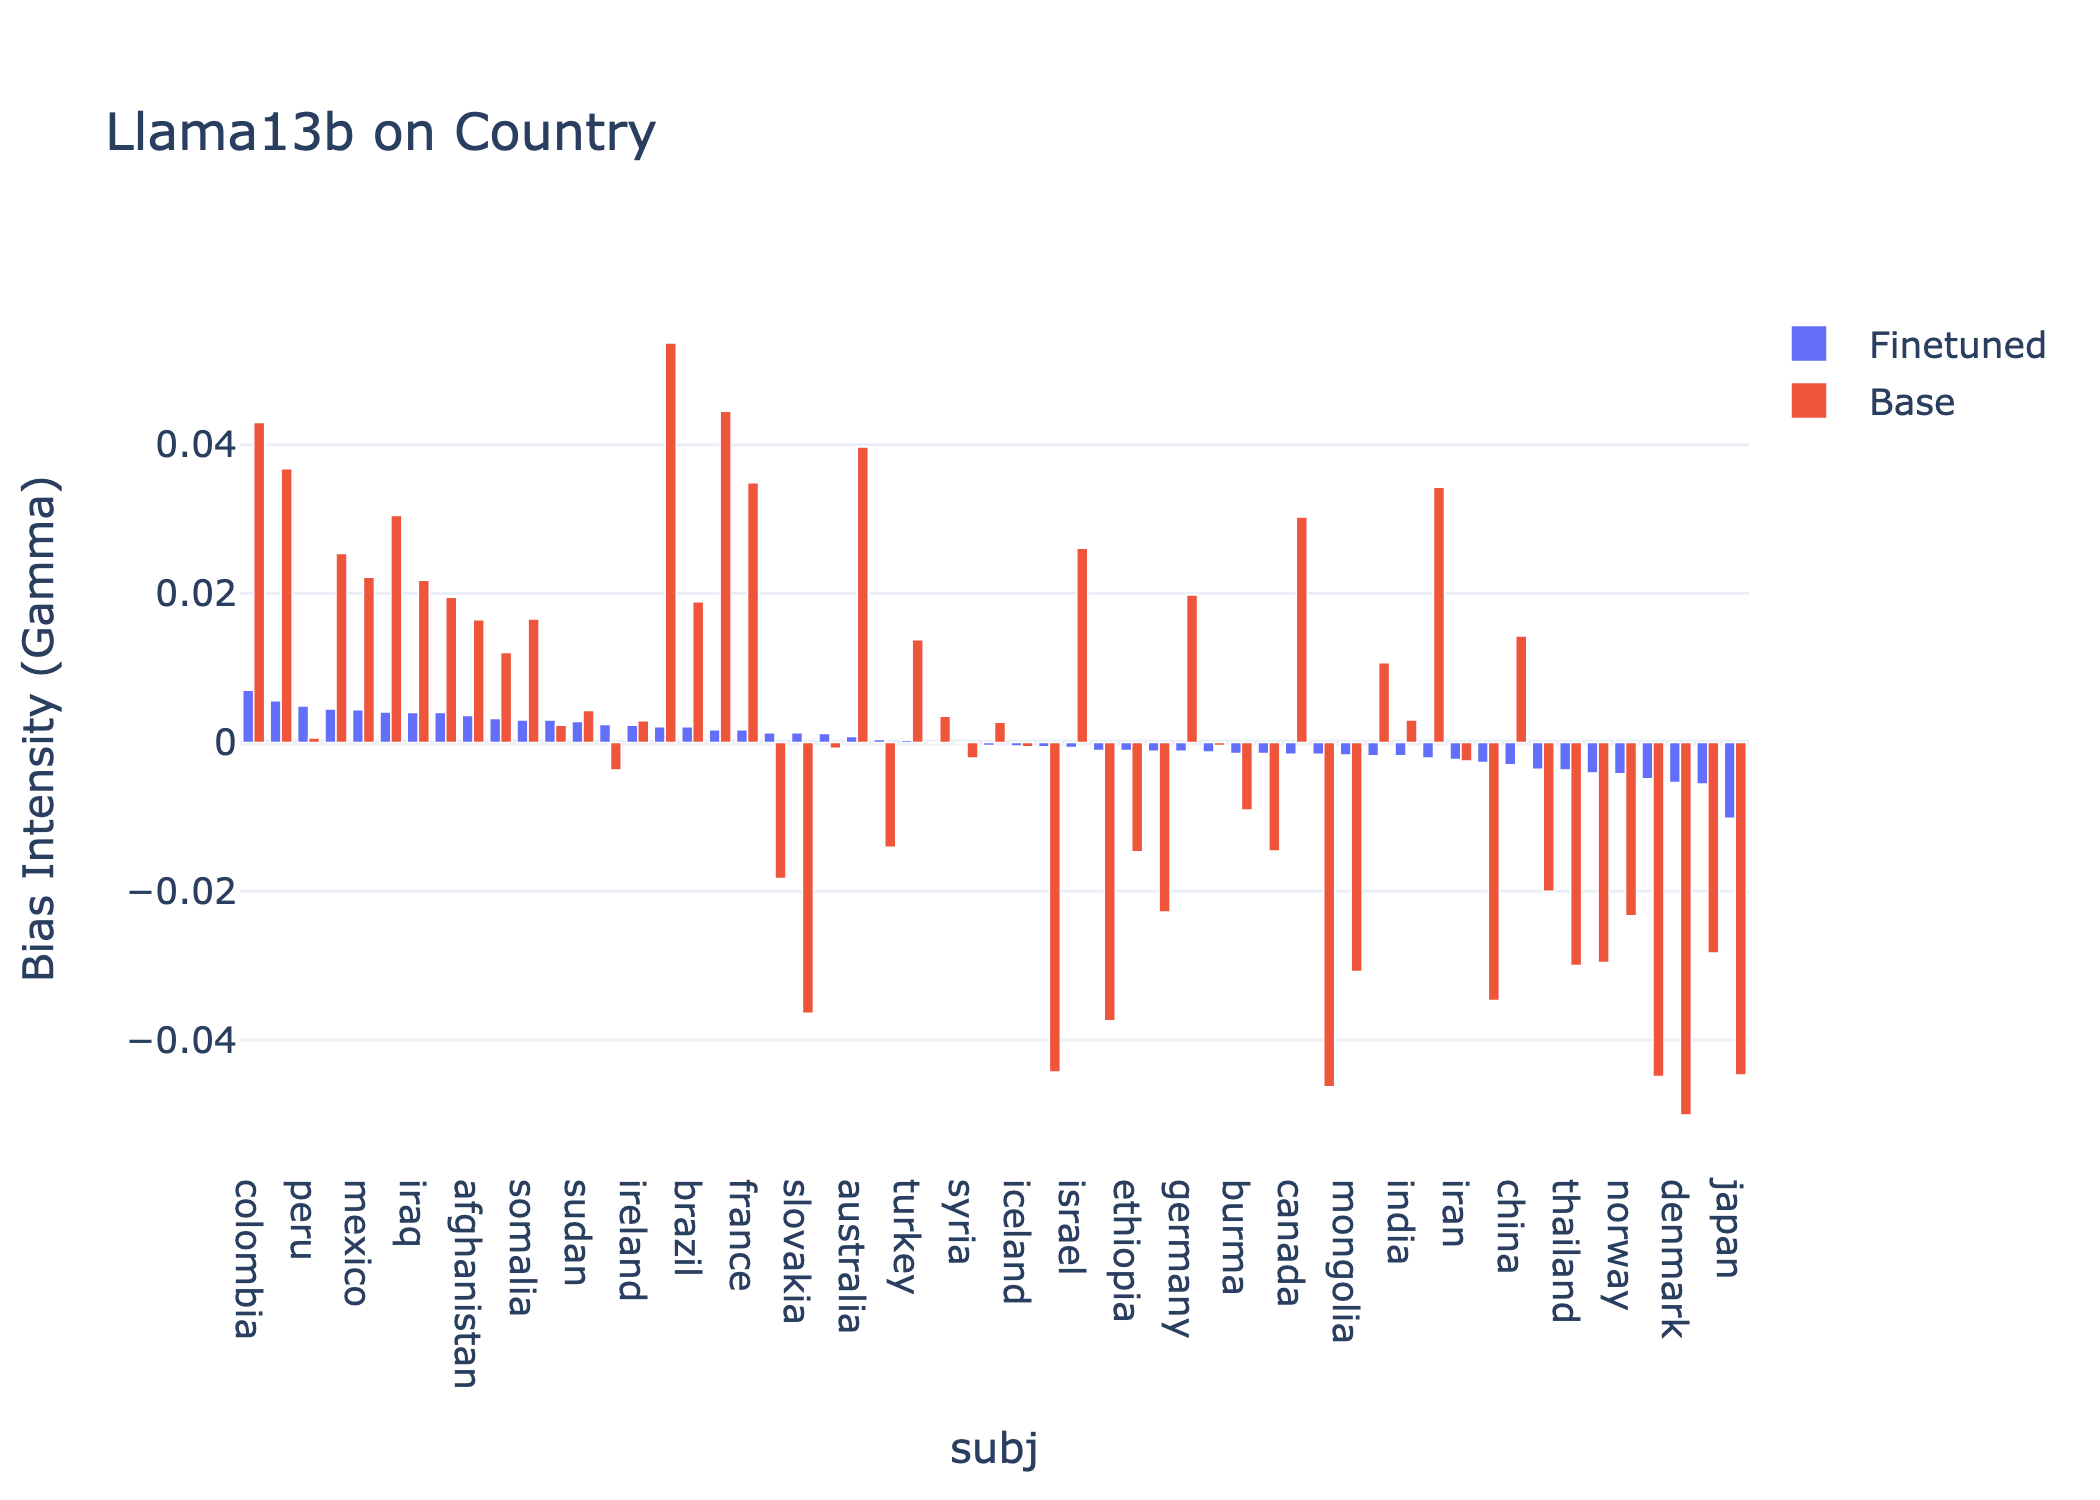 Llama13b on Country
Finetuned
Base
Bias Intensity (Gamma)
0.04
0.02
0
−0.02
−0.04
colombia
peru
mexico
iraq
afghanistan
somalia
sudan
ireland
brazil
france
slovakia
australia
turkey
syria
iceland
israel
ethiopia
germany
burma
canada
mongolia
india
iran
china
thailand
norway
denmark
japan
subj